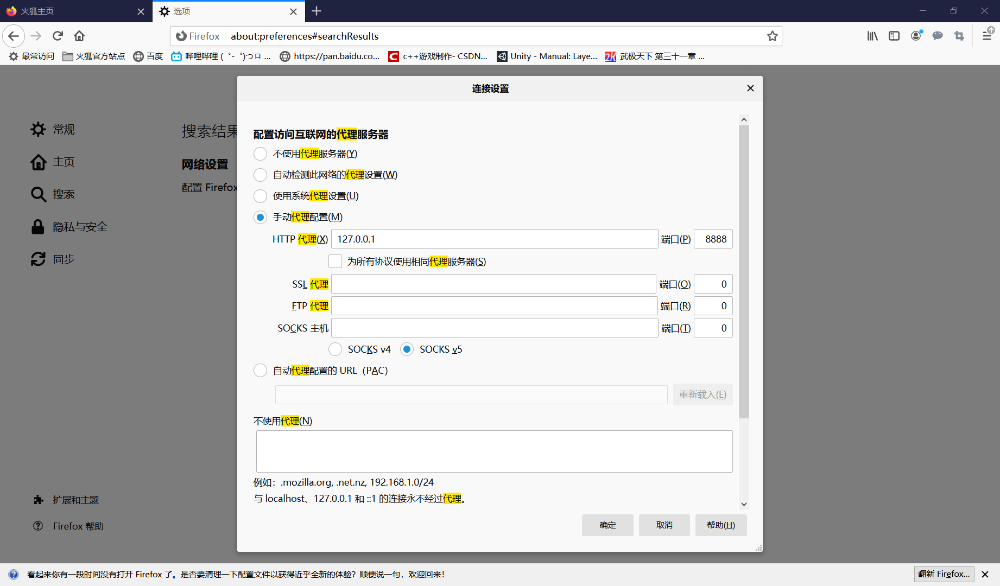 火狐主页
选项
Firefox
about:preferences#searchResults
最常访问
火狐官方站点
百度
哔哩哔哩 ( ゜- ゜)つロ ...
https://pan.baidu.co...
c++游戏制作- CSDN...
Unity - Manual: Laye...
武极天下 第三十一章 ...
常规
主页
搜索
隐私与安全
同步
扩展和主题
Firefox 帮助
搜索结果
网络设置
配置 Firefox
连接设置
配置访问互联网的代理服务器
不使用代理服务器(Y)
自动检测此网络的代理设置(W)
使用系统代理设置(U)
手动代理配置(M)
HTTP 代理(X) 127.0.0.1 端口(P) 8888
为所有协议使用相同代理服务器(S)
SSL 代理 端口(O) 0
FTP 代理 端口(R) 0
SOCKS 主机 端口(T) 0
SOCKS v4 SOCKS v5
自动代理配置的 URL（PAC）
重新载入(E)
不使用代理(N)
例如：.mozilla.org, .net.nz, 192.168.1.0/24
与 localhost、127.0.0.1 和 ::1 的连接永不经过代理。
确定
取消
帮助(H)
看起来你有一段时间没有打开 Firefox 了。是否要清理一下配置文件以获得近乎全新的体验？顺便说一句，欢迎回来！
翻新 Firefox...